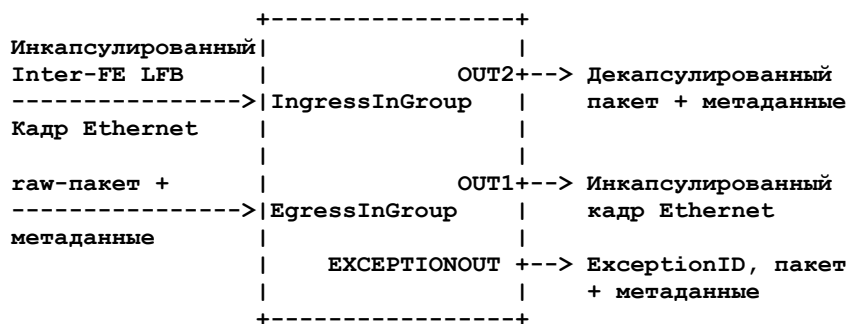 +-----------------+
Инкапсулированный| |
Inter-FE LFB | OUT2+--> Декапсулированный
---------------->|IngressInGroup | пакет + метаданные
Кадр Ethernet | |
| |
raw-пакет + | OUT1+--> Инкапсулированный
---------------->|EgressInGroup | кадр Ethernet
метаданные | |
| EXCEPTIONOUT +--> ExceptionID, пакет
| | + метаданные
+-----------------+